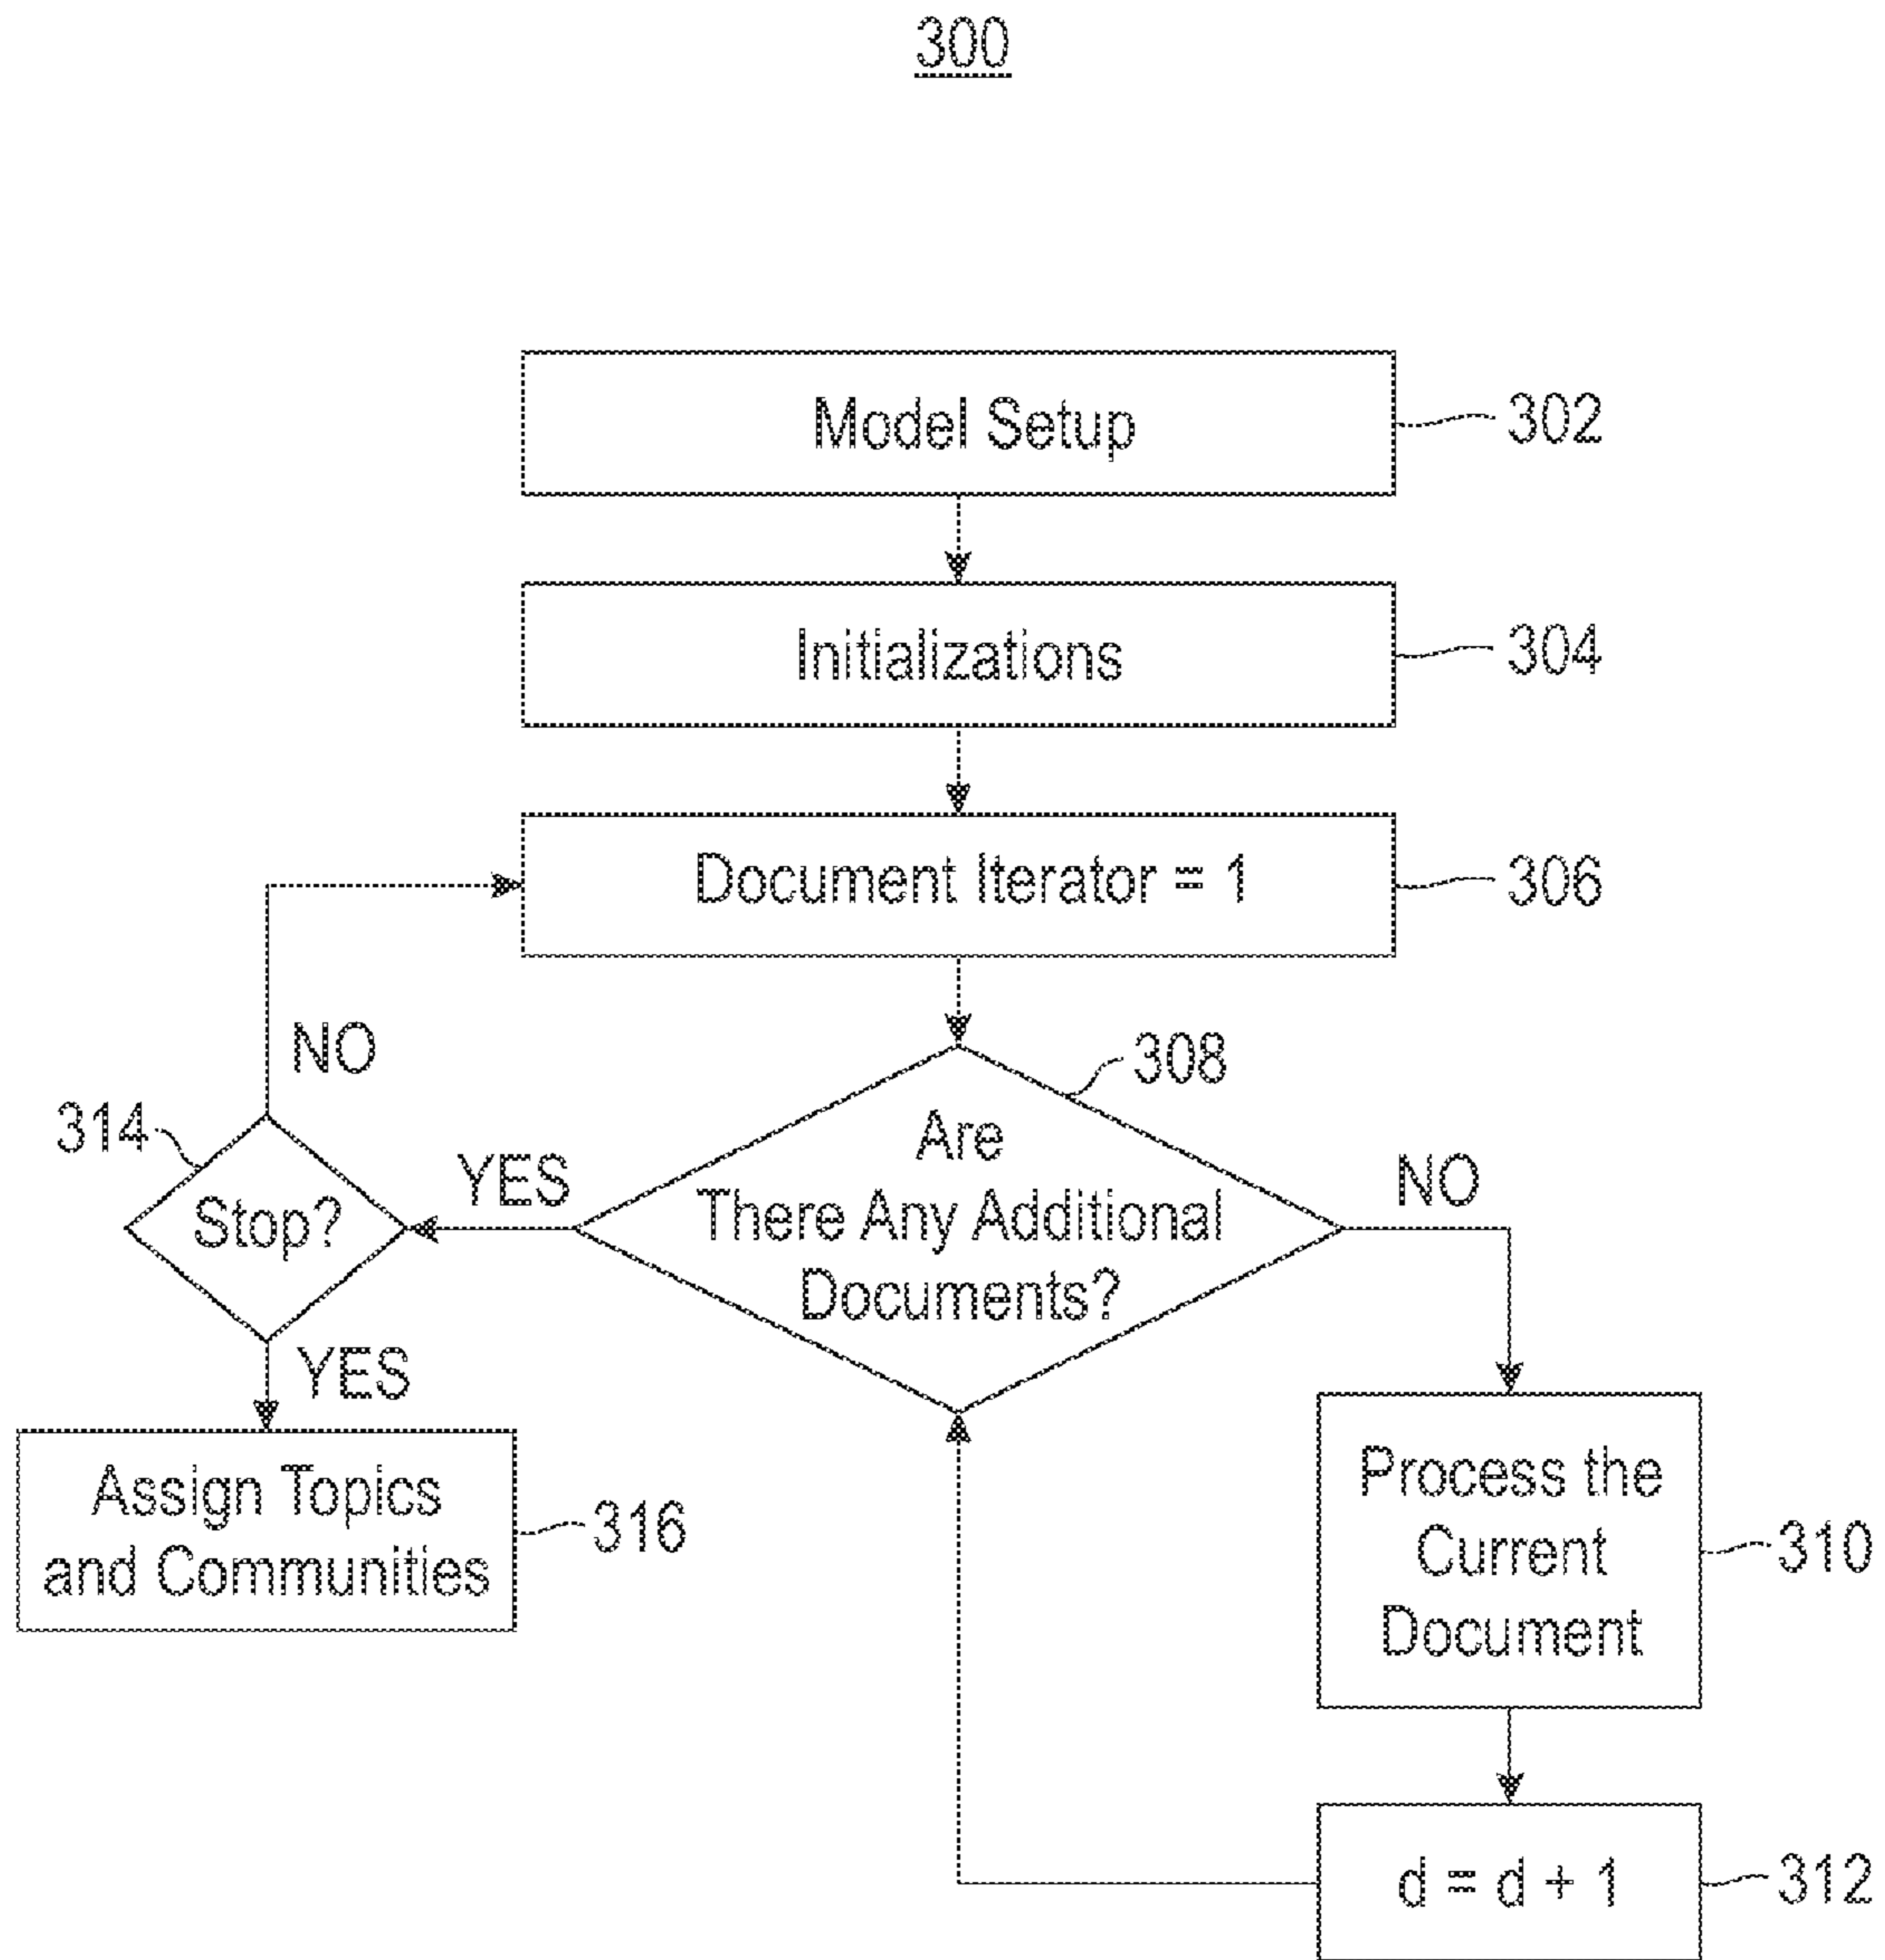 300
Model Setup
302
Initializations
304
Document Iterator = 1
306
NO
308
314
Stop?
YES
Are
There Any Additional
Documents?
NO
YES
Assign Topics
and Communities
316
Process the
Current
Document
310
d = d + 1
312